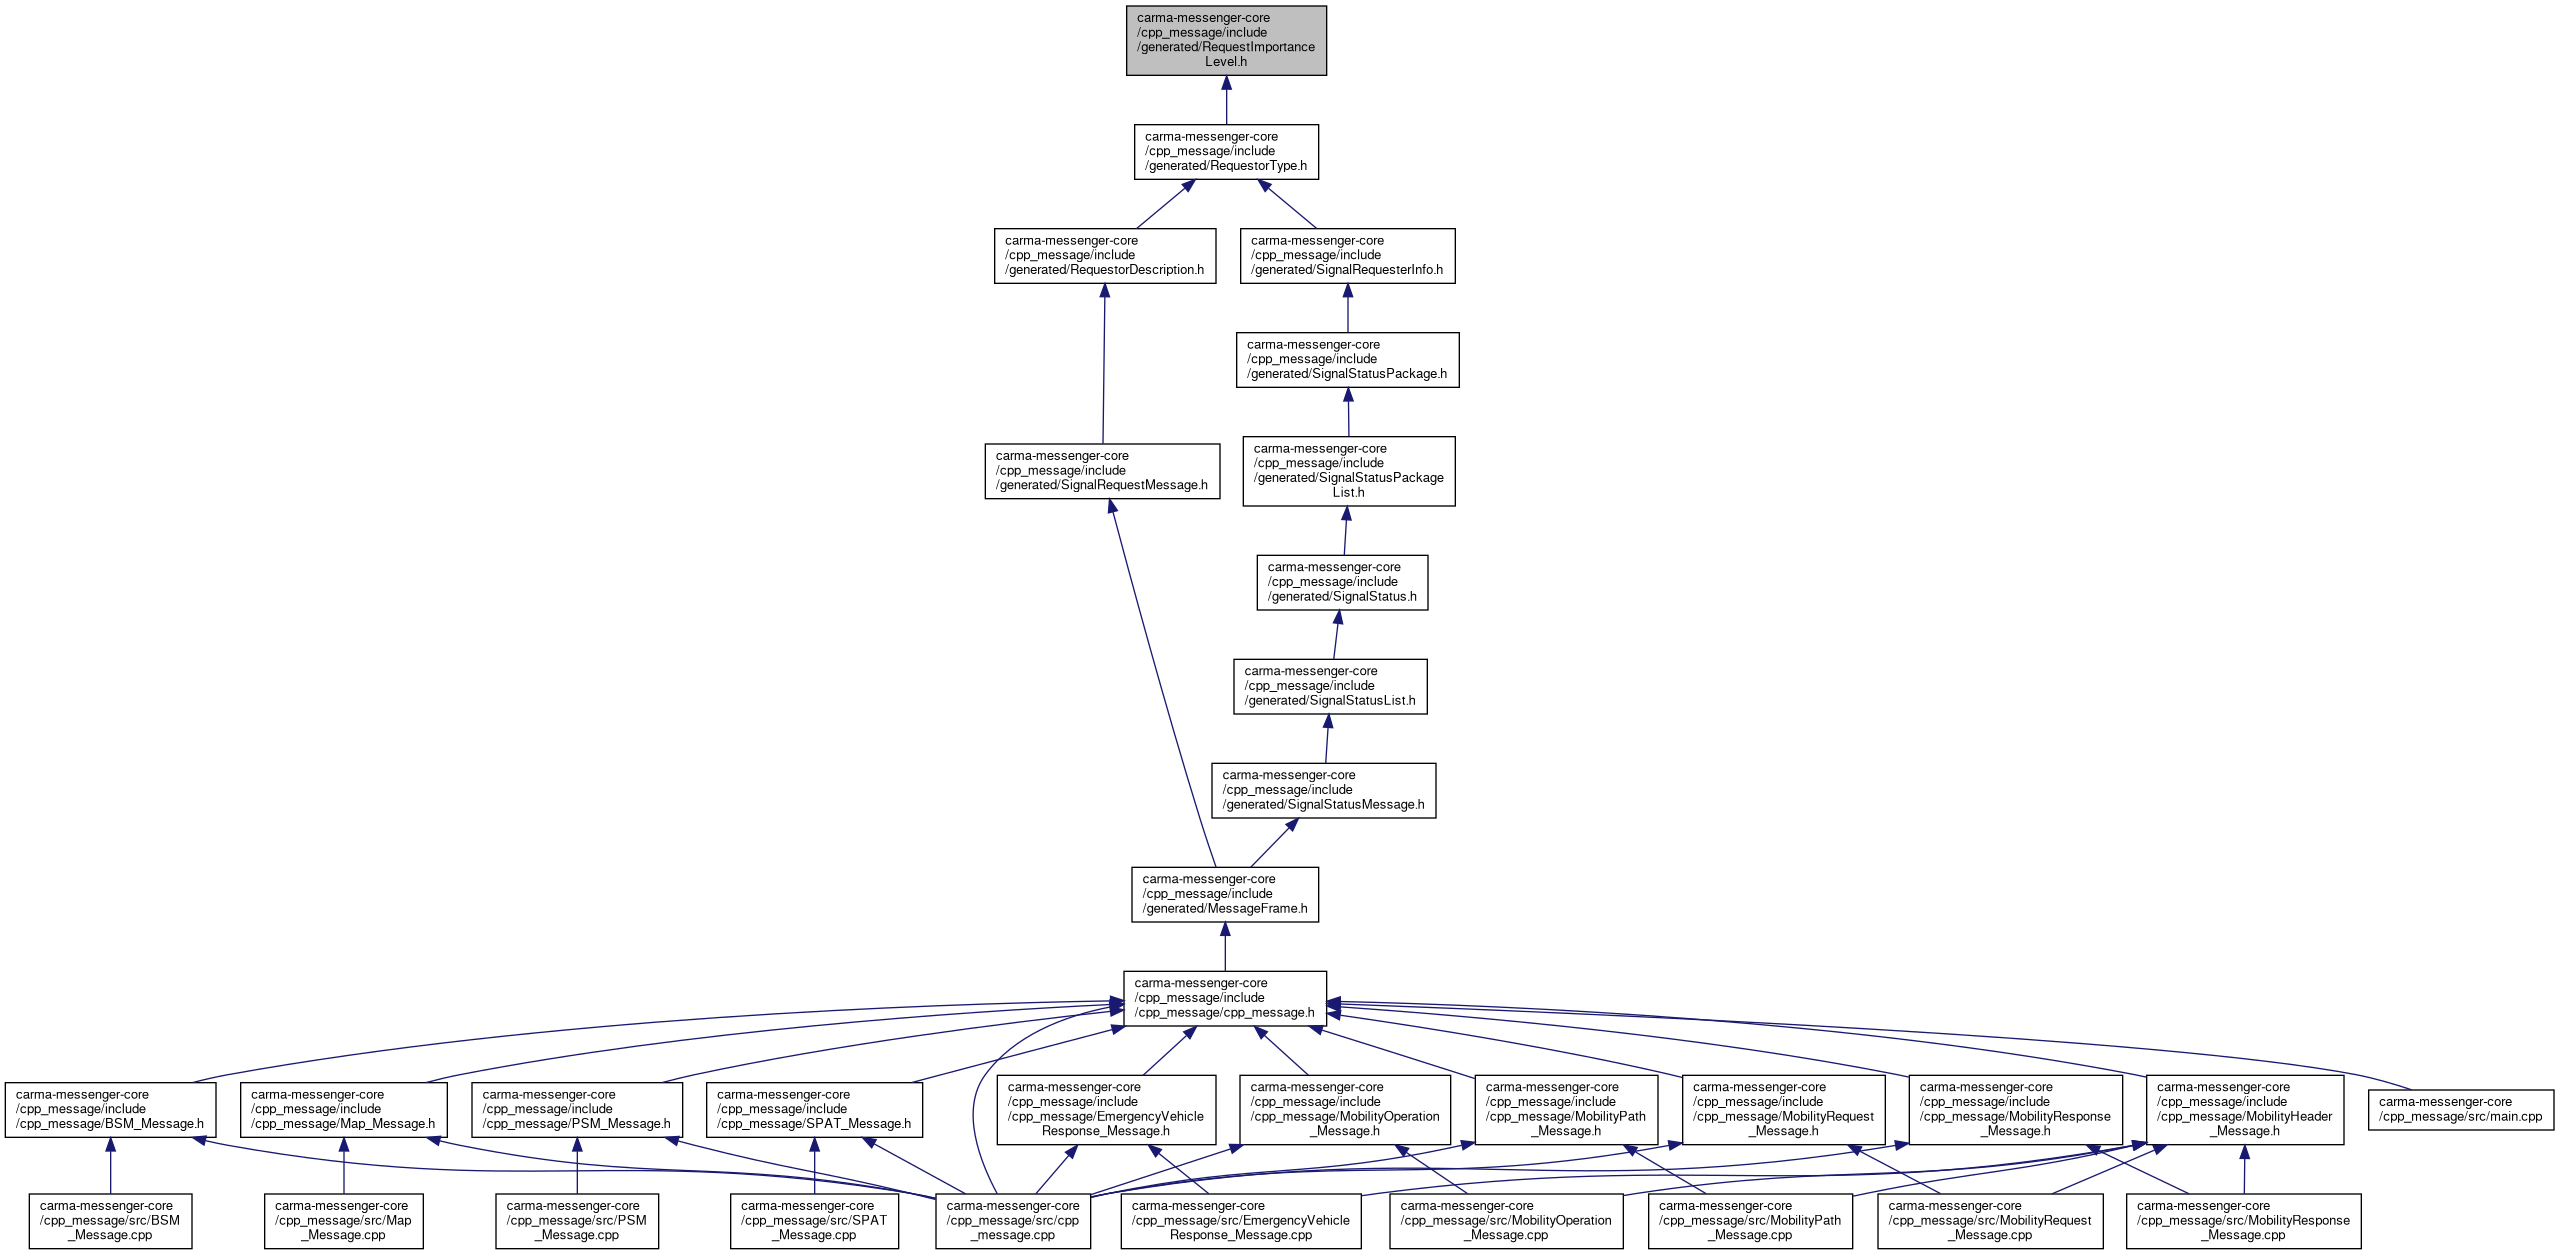 carma-messenger-core
/cpp_message/include
/generated/RequestImportance
Level.h
carma-messenger-core
/cpp_message/include
/generated/RequestorType.h
carma-messenger-core
/cpp_message/include
/generated/RequestorDescription.h
carma-messenger-core
/cpp_message/include
/generated/SignalRequesterInfo.h
carma-messenger-core
/cpp_message/include
/generated/SignalStatusPackage.h
carma-messenger-core
/cpp_message/include
/generated/SignalRequestMessage.h
carma-messenger-core
/cpp_message/include
/generated/SignalStatusPackage
List.h
carma-messenger-core
/cpp_message/include
/generated/SignalStatus.h
carma-messenger-core
/cpp_message/include
/generated/SignalStatusList.h
carma-messenger-core
/cpp_message/include
/generated/SignalStatusMessage.h
carma-messenger-core
/cpp_message/include
/generated/MessageFrame.h
carma-messenger-core
/cpp_message/include
/cpp_message/cpp_message.h
carma-messenger-core
/cpp_message/include
/cpp_message/BSM_Message.h
carma-messenger-core
/cpp_message/include
/cpp_message/Map_Message.h
carma-messenger-core
/cpp_message/include
/cpp_message/PSM_Message.h
carma-messenger-core
/cpp_message/include
/cpp_message/SPAT_Message.h
carma-messenger-core
/cpp_message/include
/cpp_message/EmergencyVehicle
Response_Message.h
carma-messenger-core
/cpp_message/include
/cpp_message/MobilityOperation
_Message.h
carma-messenger-core
/cpp_message/include
/cpp_message/MobilityPath
_Message.h
carma-messenger-core
/cpp_message/include
/cpp_message/MobilityRequest
_Message.h
carma-messenger-core
/cpp_message/include
/cpp_message/MobilityResponse
_Message.h
carma-messenger-core
/cpp_message/include
/cpp_message/MobilityHeader
_Message.h
carma-messenger-core
/cpp_message/src/main.cpp
carma-messenger-core
/cpp_message/src/BSM
_Message.cpp
carma-messenger-core
/cpp_message/src/Map
_Message.cpp
carma-messenger-core
/cpp_message/src/PSM
_Message.cpp
carma-messenger-core
/cpp_message/src/SPAT
_Message.cpp
carma-messenger-core
/cpp_message/src/cpp
_message.cpp
carma-messenger-core
/cpp_message/src/EmergencyVehicle
Response_Message.cpp
carma-messenger-core
/cpp_message/src/MobilityOperation
_Message.cpp
carma-messenger-core
/cpp_message/src/MobilityPath
_Message.cpp
carma-messenger-core
/cpp_message/src/MobilityRequest
_Message.cpp
carma-messenger-core
/cpp_message/src/MobilityResponse
_Message.cpp